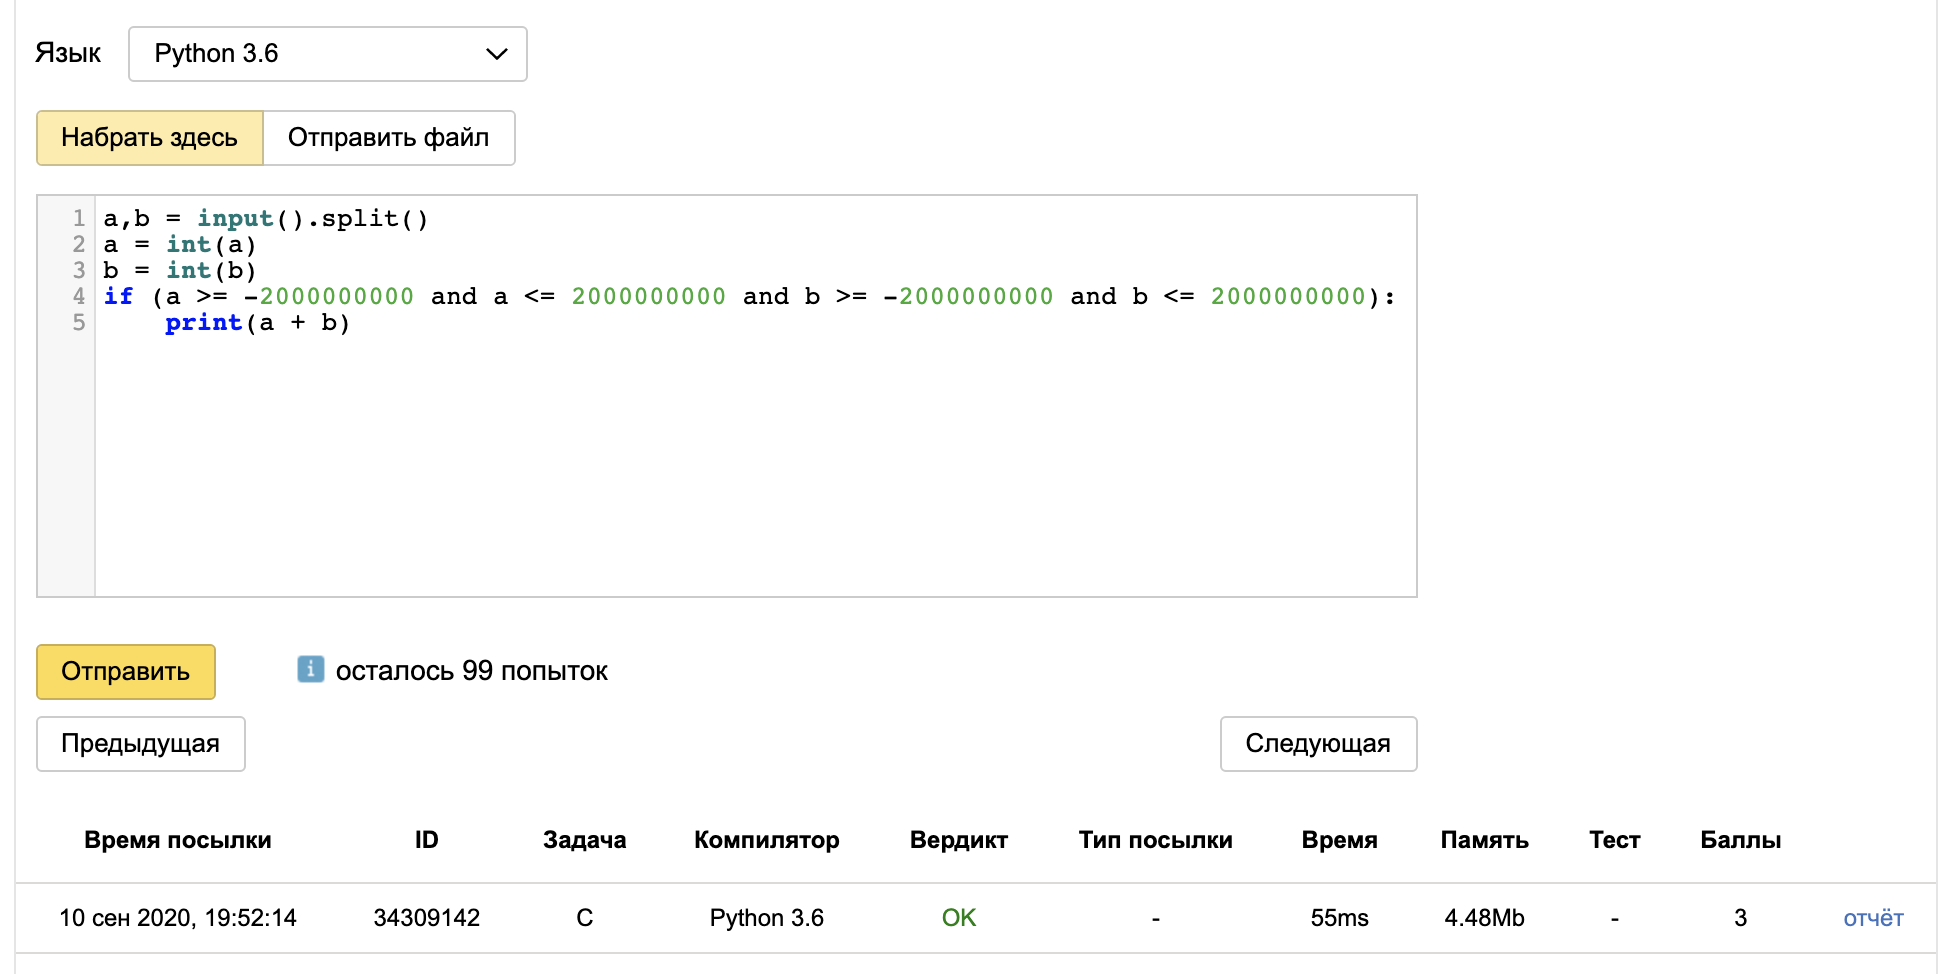 Язык Python 3.6
Набрать здесь Отправить файл
1 a,b = input().split()
2 a = int(a)
3 b = int(b)
4 if (a >= -2000000000 and a <= 2000000000 and b >= -2000000000 and b <= 2000000000):
5     print(a + b)
Отправить i осталось 99 попыток
Предыдущая Следующая
Время посылки ID Задача Компилятор Вердикт Тип посылки Время Память Тест Баллы
10 сен 2020, 19:52:14 34309142 C Python 3.6 OK - 55ms 4.48Mb - 3 отчёт